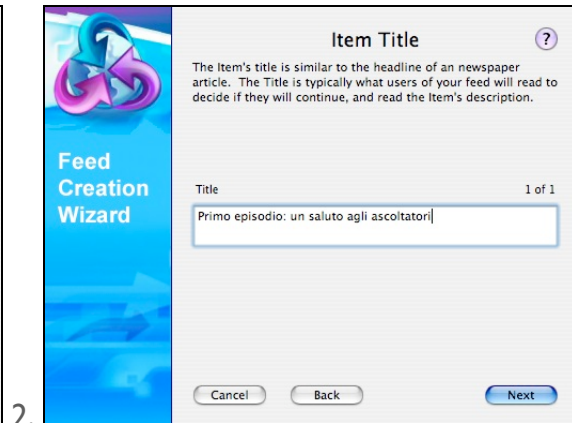 Item Title
?
The Item's title is similar to the headline of an newspaper
article. The Title is typically what users of your feed will read to
decide if they will continue, and read the Item's description.
Feed
Creation
Wizard
Title 1 of 1
Primo episodio: un saluto agli ascoltatori
Cancel Back Next
2.